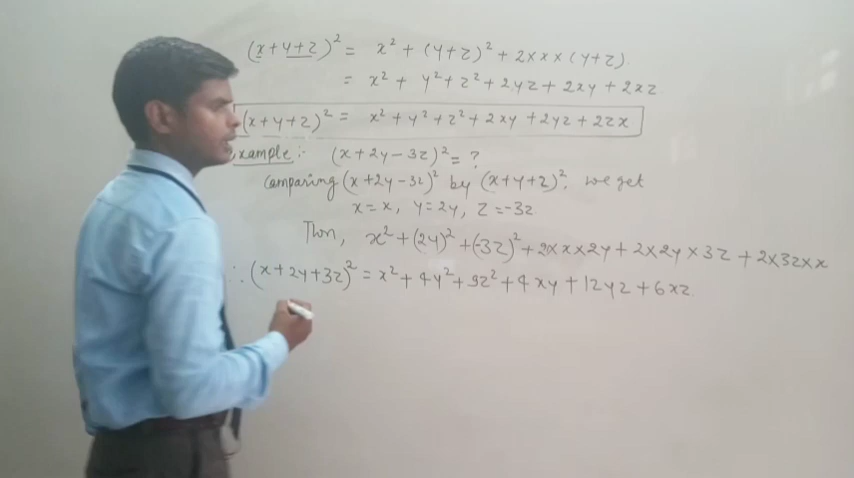 (x+y+z)² = x² + (y+z)² + 2×x×(y+z)
= x² + y² + z² + 2yz + 2xy + 2xz
(x+y+z)² = x² + y² + z² + 2xy + 2yz + 2zx
Example:- (x+2y-3z)² = ?
Comparing (x+2y-3z)² by (x+y+z)², we get
x=x, y=2y, z=-3z
Then, x² + (2y)² + (-3z)² + 2×x×2y + 2×2y×3z + 2×3z×x
∴ (x+2y+3z)² = x² + 4y² + 9z² + 4xy + 12yz + 6xz